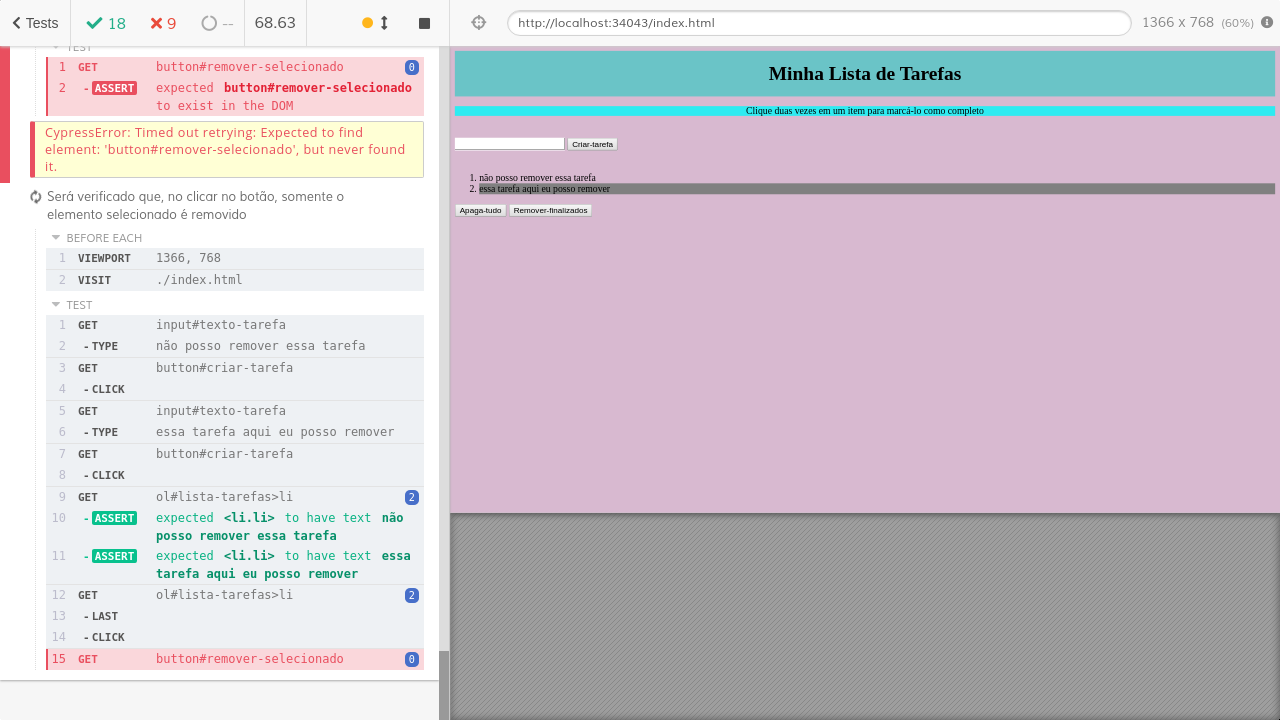 Tests
18
9
--
68.63
http://localhost:34043/index.html
1366 x 768 (60%)
TEST
1 GET button#remover-selecionado 0
2 - ASSERT expected button#remover-selecionado
to exist in the DOM
CypressError: Timed out retrying: Expected to find
element: 'button#remover-selecionado', but never found
it.
Será verificado que, no clicar no botão, somente o
elemento selecionado é removido
BEFORE EACH
1 VIEWPORT 1366, 768
2 VISIT ./index.html
TEST
1 GET input#texto-tarefa
2 - TYPE não posso remover essa tarefa
3 GET button#criar-tarefa
4 - CLICK
5 GET input#texto-tarefa
6 - TYPE essa tarefa aqui eu posso remover
7 GET button#criar-tarefa
8 - CLICK
9 GET ol#lista-tarefas>li 2
10 - ASSERT expected <li.li> to have text não
posso remover essa tarefa
11 - ASSERT expected <li.li> to have text essa
tarefa aqui eu posso remover
12 GET ol#lista-tarefas>li 2
13 - LAST
14 - CLICK
15 GET button#remover-selecionado 0
Minha Lista de Tarefas
Clique duas vezes em um item para marcá-lo como completo
Criar-tarefa
1. não posso remover essa tarefa
2. essa tarefa aqui eu posso remover
Apaga-tudo Remover-finalizados